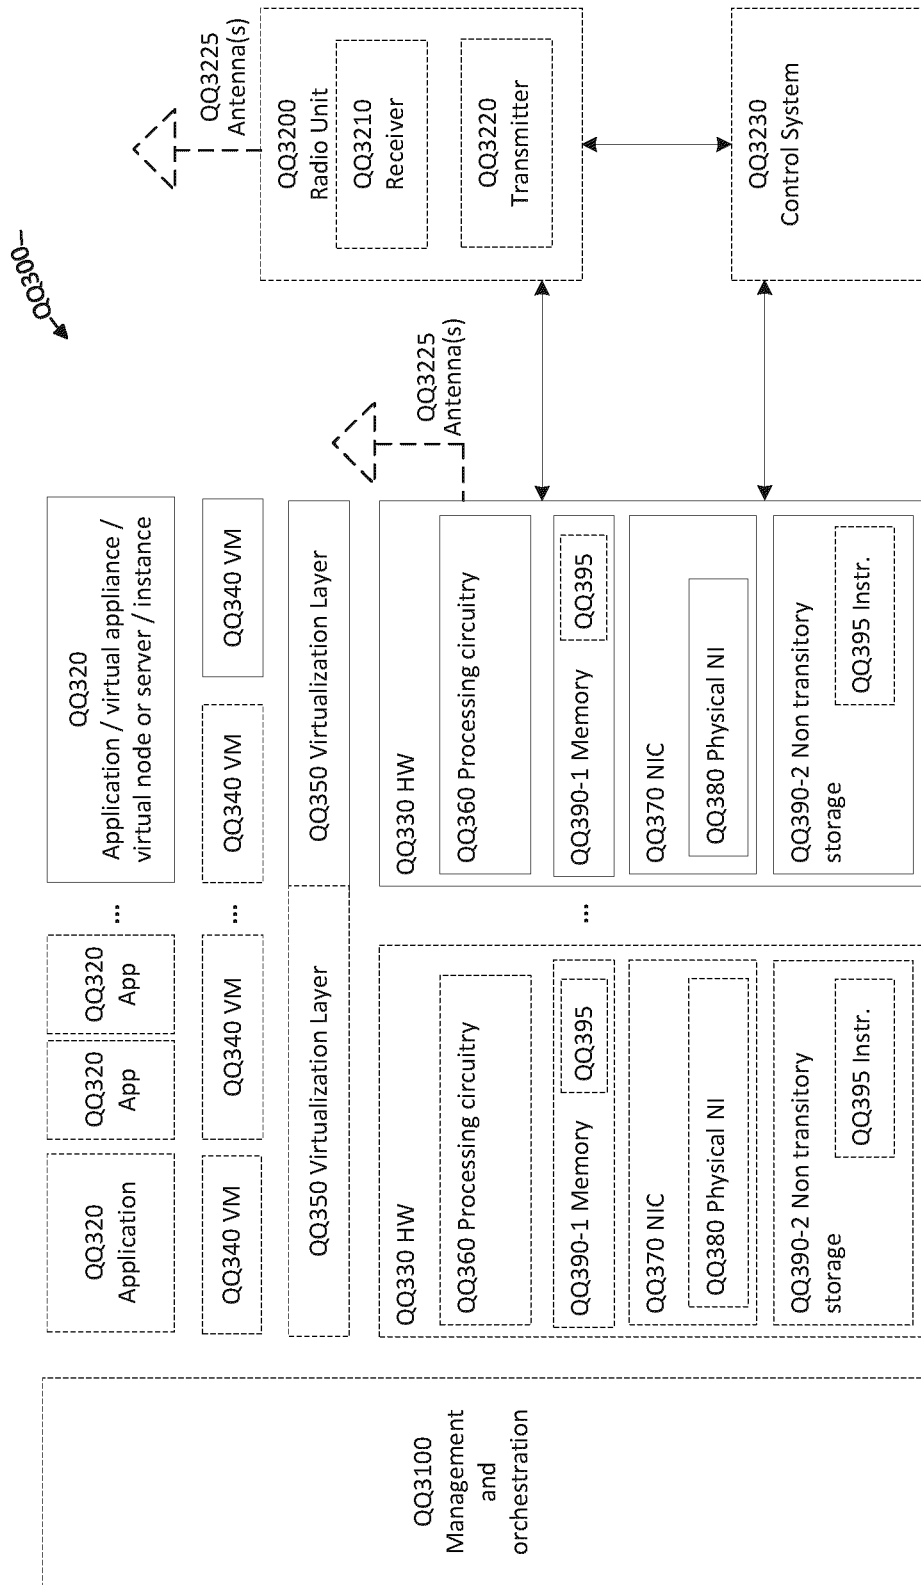 QQ300
QQ3100
Management
and
orchestration
QQ320
Application
QQ320
App
QQ320
App
...
QQ320
Application / virtual appliance /
virtual node or server / instance
QQ340 VM
QQ340 VM
...
QQ340 VM
QQ340 VM
QQ350 Virtualization Layer
QQ350 Virtualization Layer
QQ330 HW
QQ360 Processing circuitry
QQ390-1 Memory
QQ395
QQ370 NIC
QQ380 Physical NI
QQ390-2 Non transitory
storage
QQ395 Instr.
...
QQ330 HW
QQ360 Processing circuitry
QQ390-1 Memory
QQ395
QQ370 NIC
QQ380 Physical NI
QQ390-2 Non transitory
storage
QQ395 Instr.
QQ3225
Antenna(s)
QQ3225
Antenna(s)
QQ3200
Radio Unit
QQ3210
Receiver
QQ3220
Transmitter
QQ3230
Control System